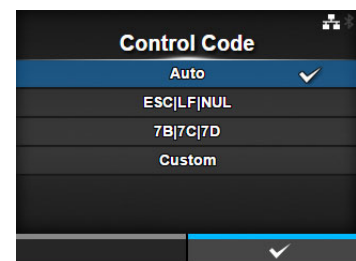 Control Code
Auto
ESC|LF|NUL
7B|7C|7D
Custom